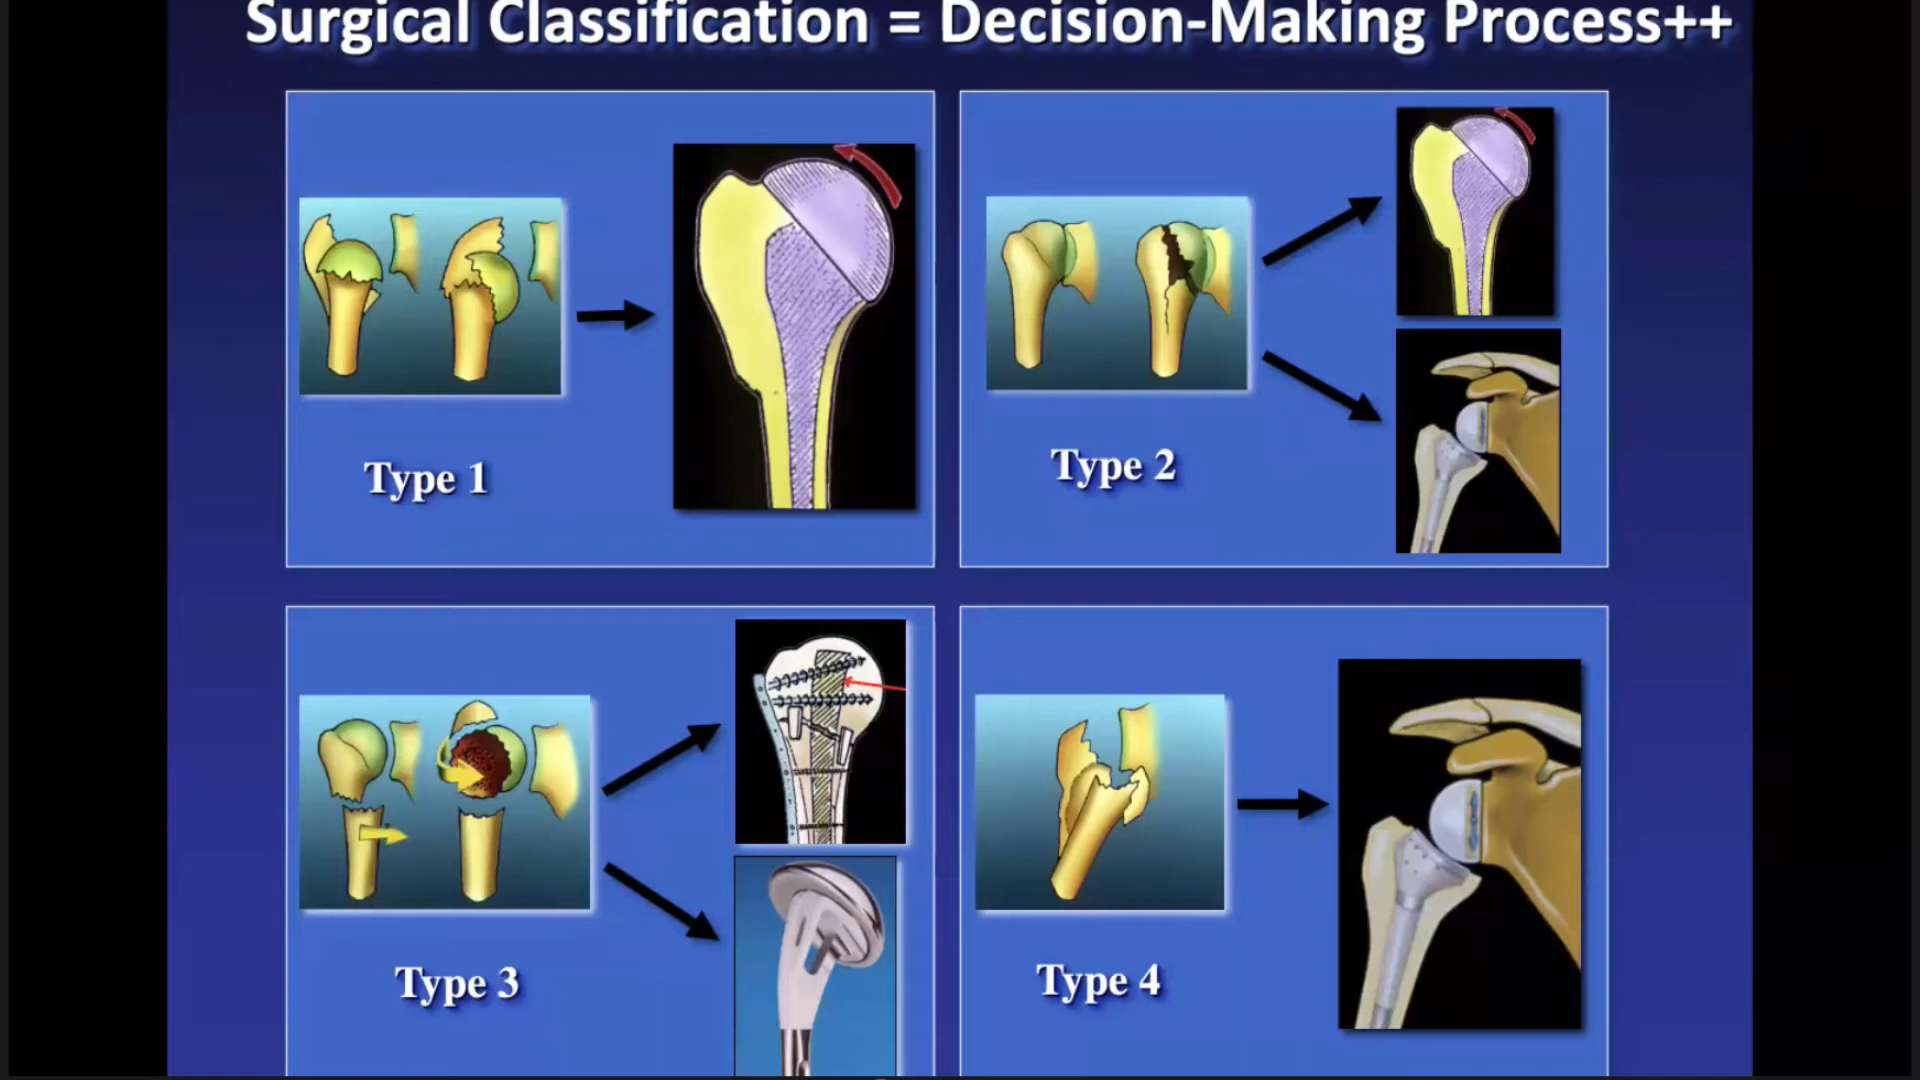 Surgical Classification = Decision-Making Process++
Type 1
Type 2
Type 3
Type 4